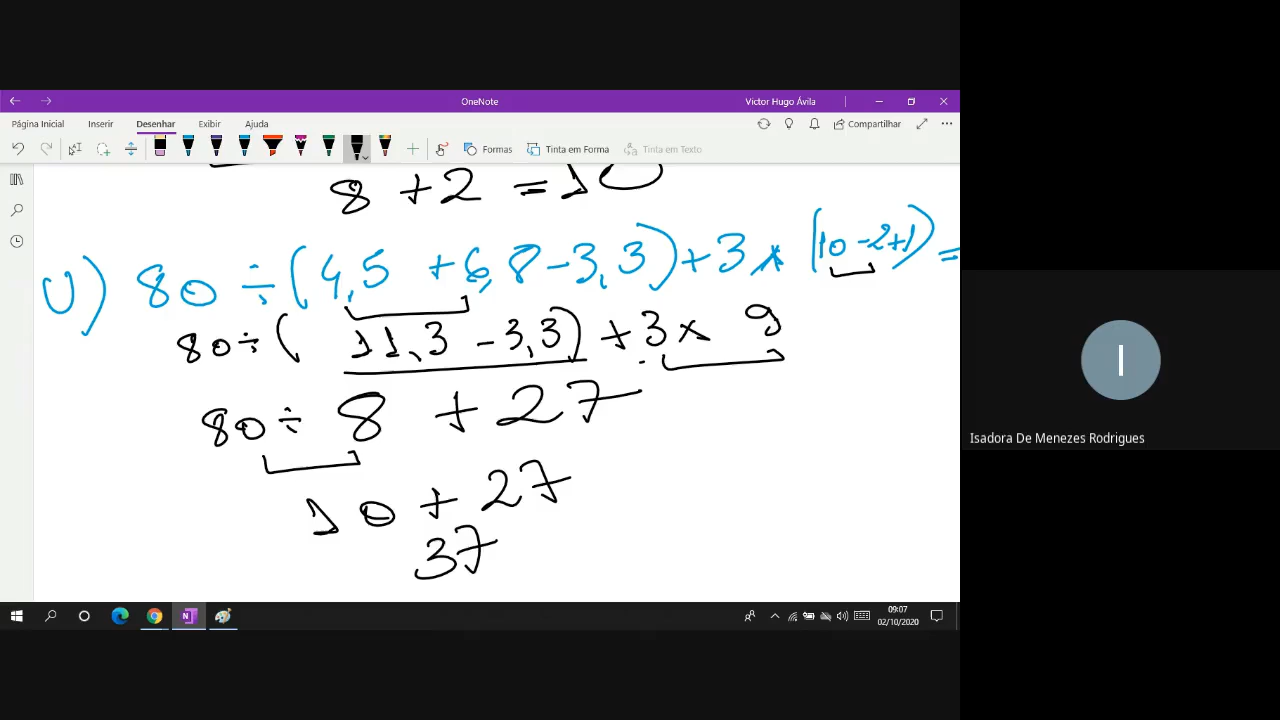 OneNote
Victor Hugo Ávila
Página Inicial Inserir Desenhar Exibir Ajuda
Compartilhar
Formas Tinta em Forma Tinta em Texto
8 + 2 = 10
U) 80 ÷ (4,5 + 6,8 - 3,3) + 3 x (10 - 2 + 1) =
80 ÷ ( 11,3 - 3,3) + 3 x 9
80 ÷ 8 + 27
10 + 27
37
I
Isadora De Menezes Rodrigues
09:07
02/10/2020